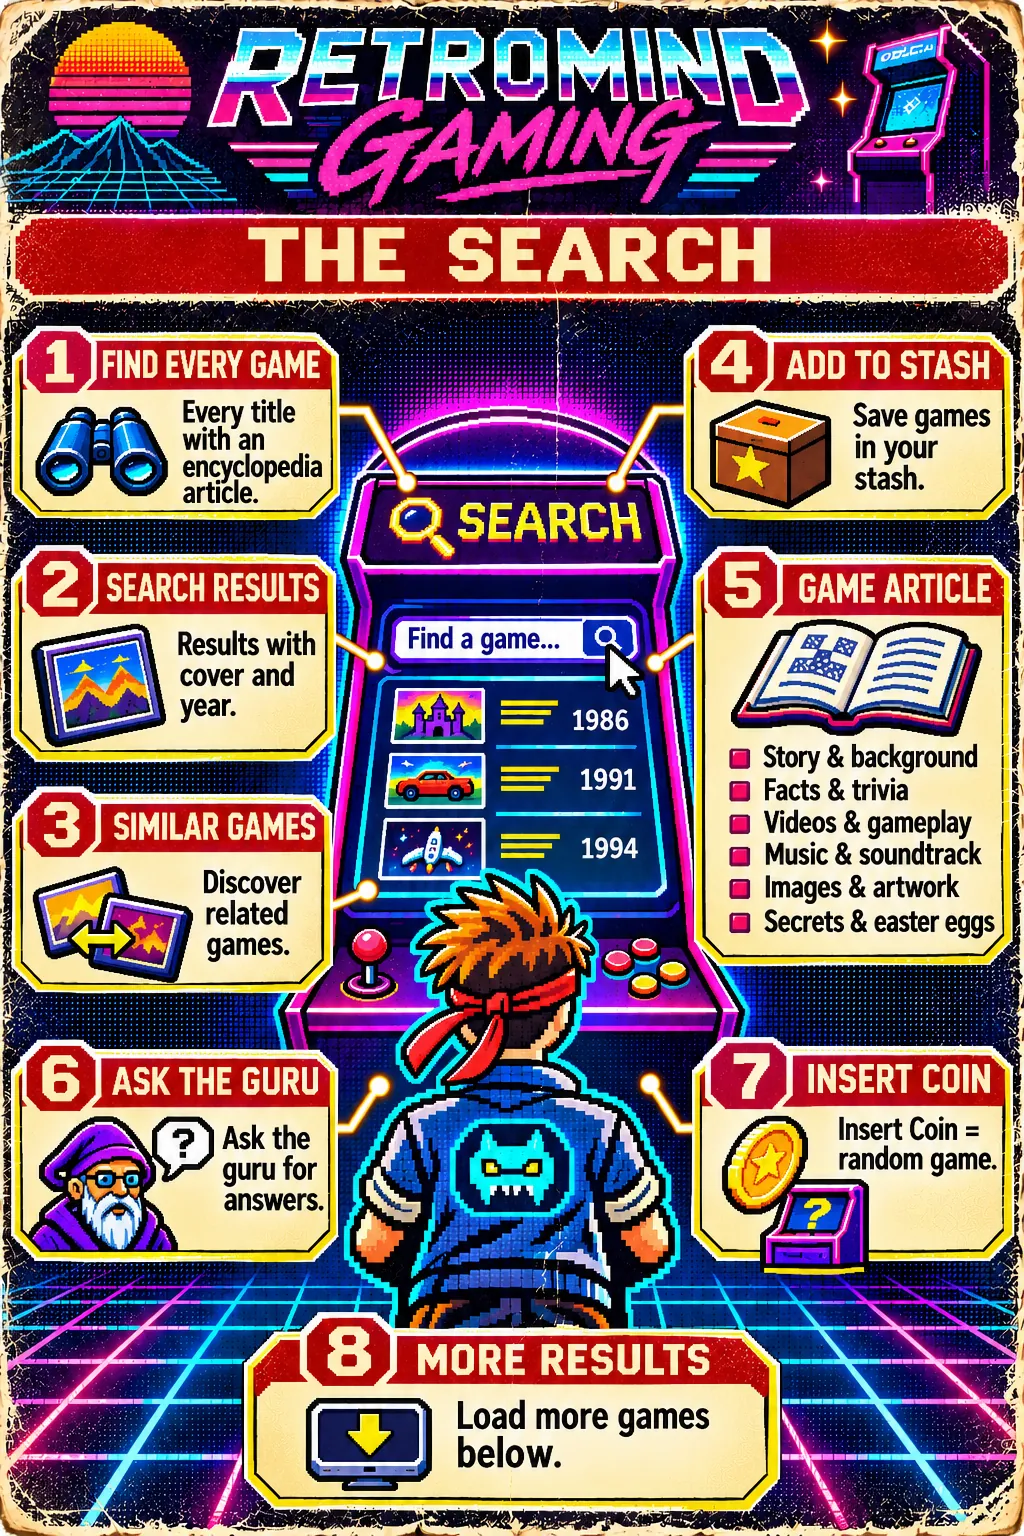 RETROMIND
GAMING
THE SEARCH
1 FIND EVERY GAME
Every title
with an
encyclopedia
article.
2 SEARCH RESULTS
Results with
cover and
year.
3 SIMILAR GAMES
Discover
related
games.
4 ADD TO STASH
Save games
in your
stash.
5 GAME ARTICLE
Story & background
Facts & trivia
Videos & gameplay
Music & soundtrack
Images & artwork
Secrets & easter eggs
SEARCH
Find a game...
1986
1991
1994
6 ASK THE GURU
?
Ask the
guru for
answers.
7 INSERT COIN
Insert Coin =
random game.
?
8 MORE RESULTS
Load more games
below.